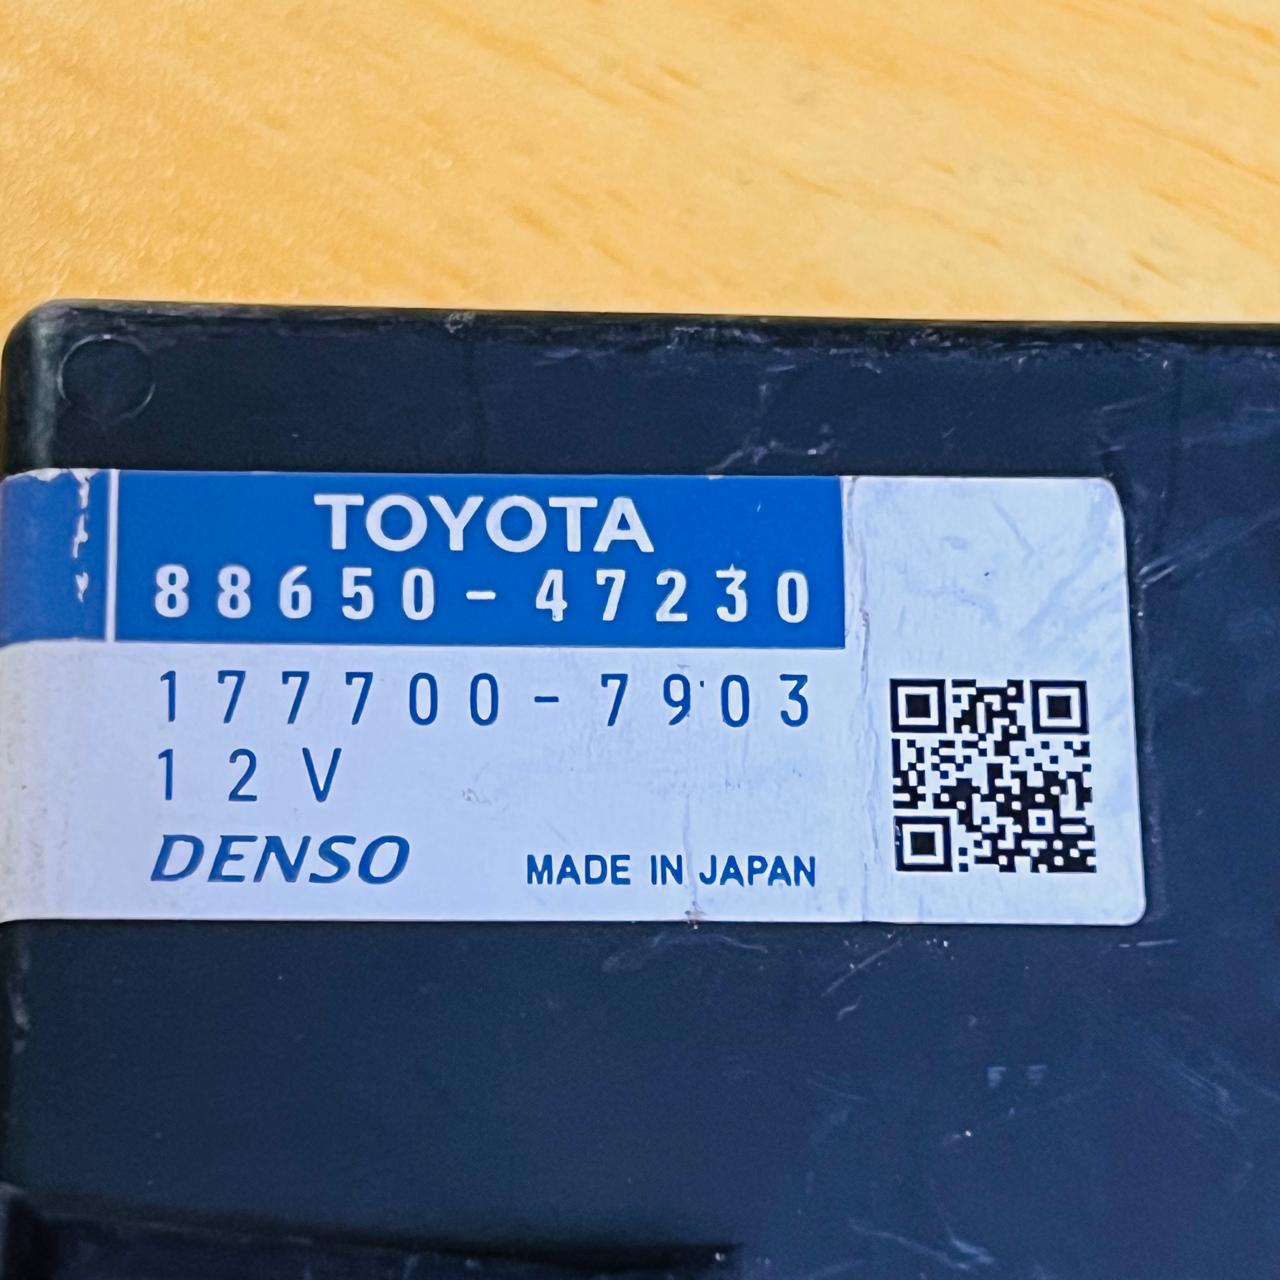 TOYOTA
88650-47230
177700-7903
12V
DENSO
MADE IN JAPAN